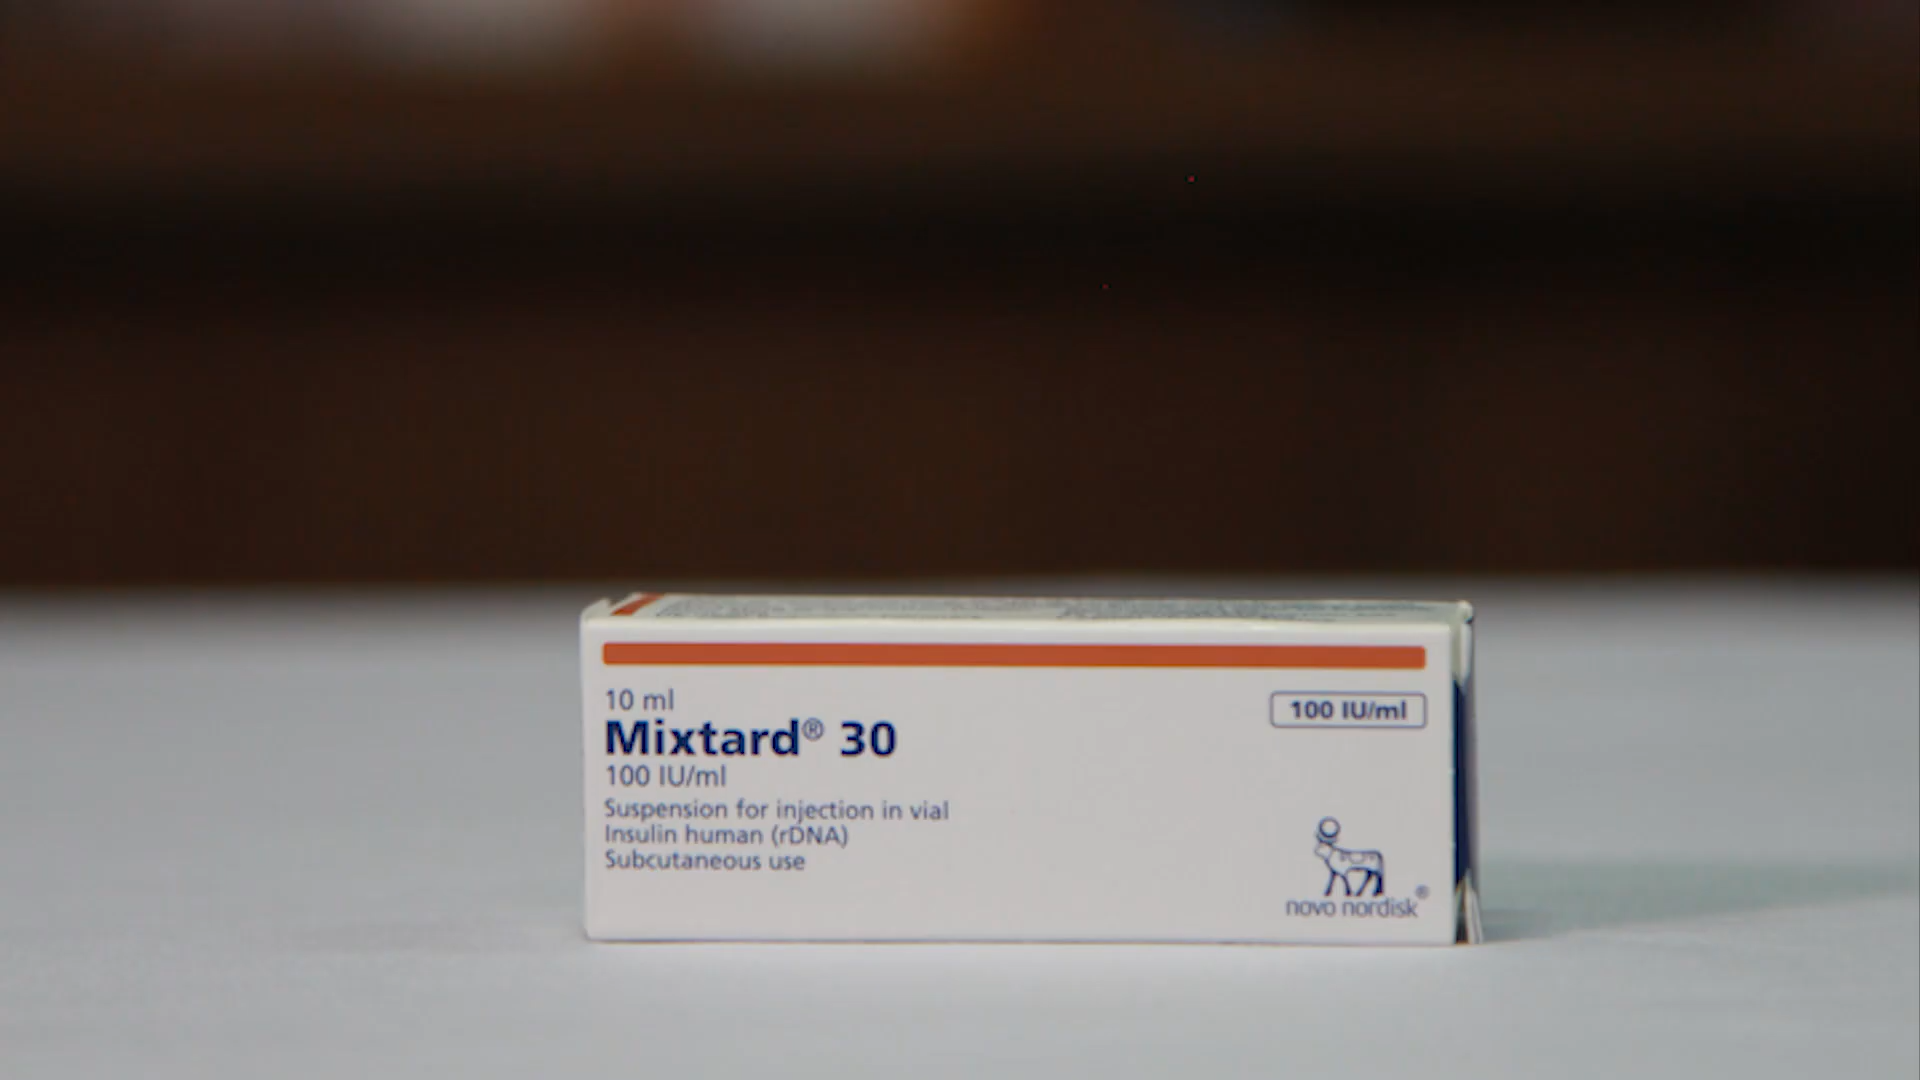 10 ml
Mixtard® 30
100 IU/ml
Suspension for injection in vial
Insulin human (rDNA)
Subcutaneous use
100 IU/ml
novo nordisk®